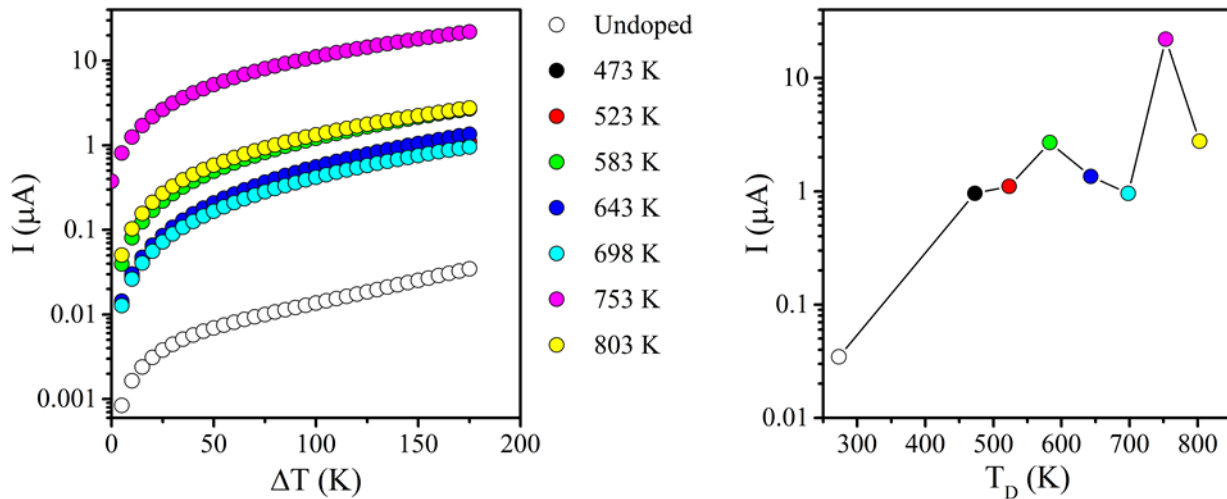 10
1
0.1
0.01
0.001
I (µA)
0 50 100 150 200
ΔT (K)
Undoped
473 K
523 K
583 K
643 K
698 K
753 K
803 K
10
1
0.1
0.01
I (µA)
300 400 500 600 700 800
T_D (K)